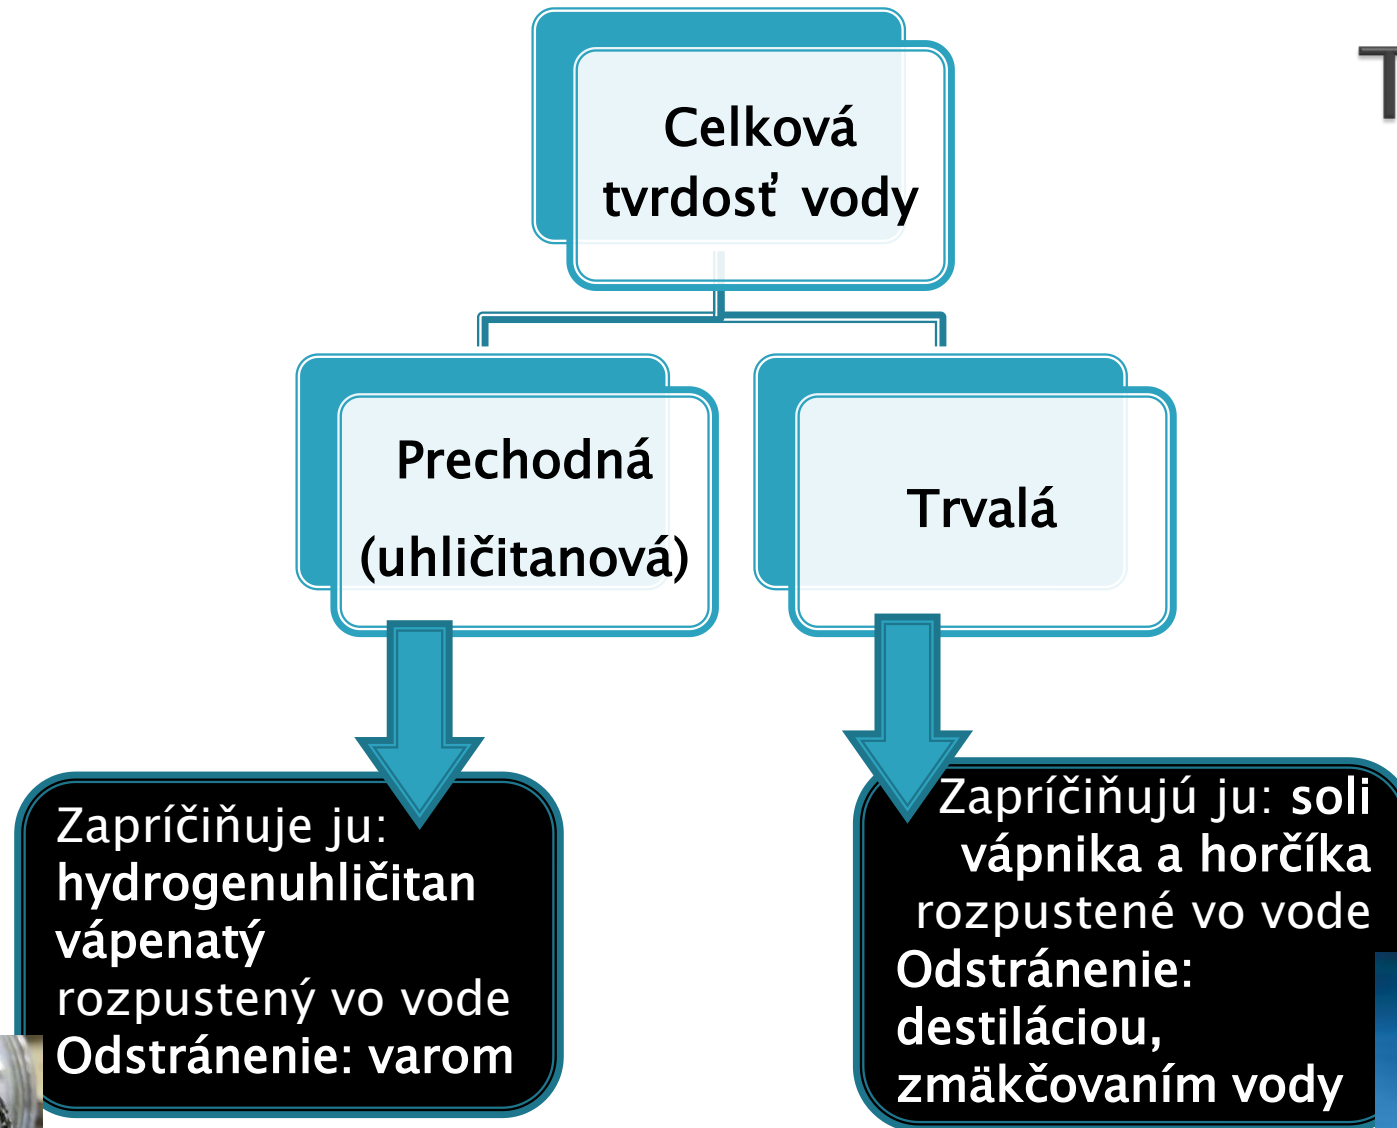 T
Celková
tvrdosť vody
Prechodná
(uhličitanová)
Trvalá
Zapríčiňuje ju:
hydrogenuhličitan
vápenatý
rozpustený vo vode
Odstránenie: varom
Zapríčiňujú ju: soli
vápnika a horčíka
rozpustené vo vode
Odstránenie:
destiláciou,
zmäkčovaním vody